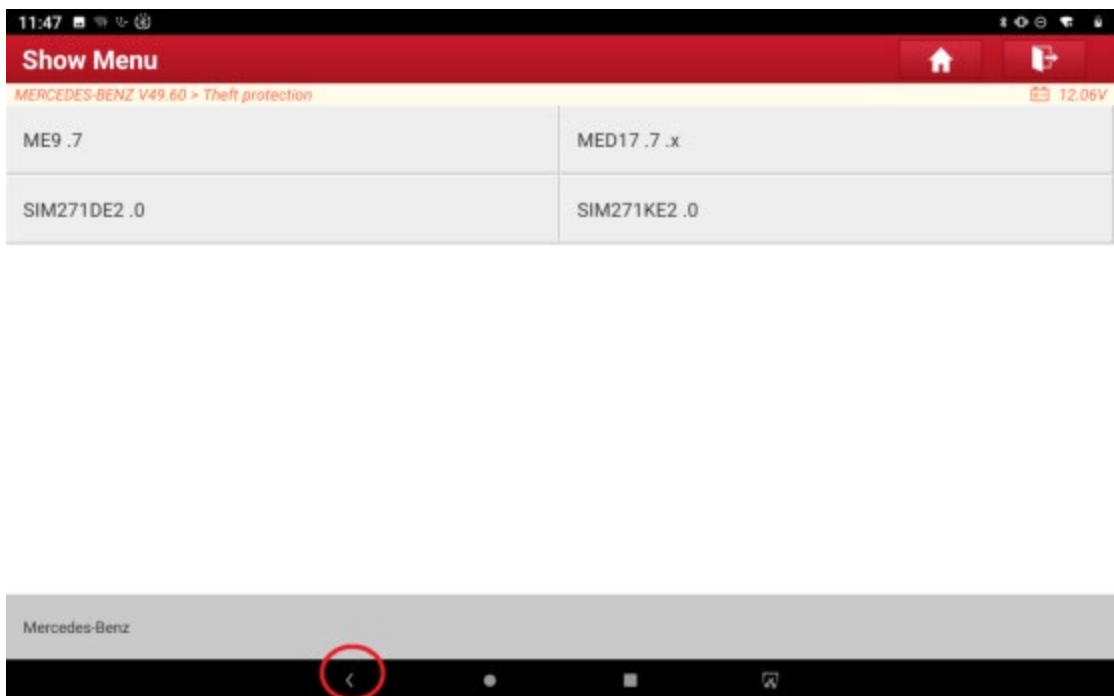 11:47
Show Menu
MERCEDES-BENZ V49.60 > Theft protection
12.06V
ME9 .7
MED17 .7 .x
SIM271DE2 .0
SIM271KE2 .0
Mercedes-Benz